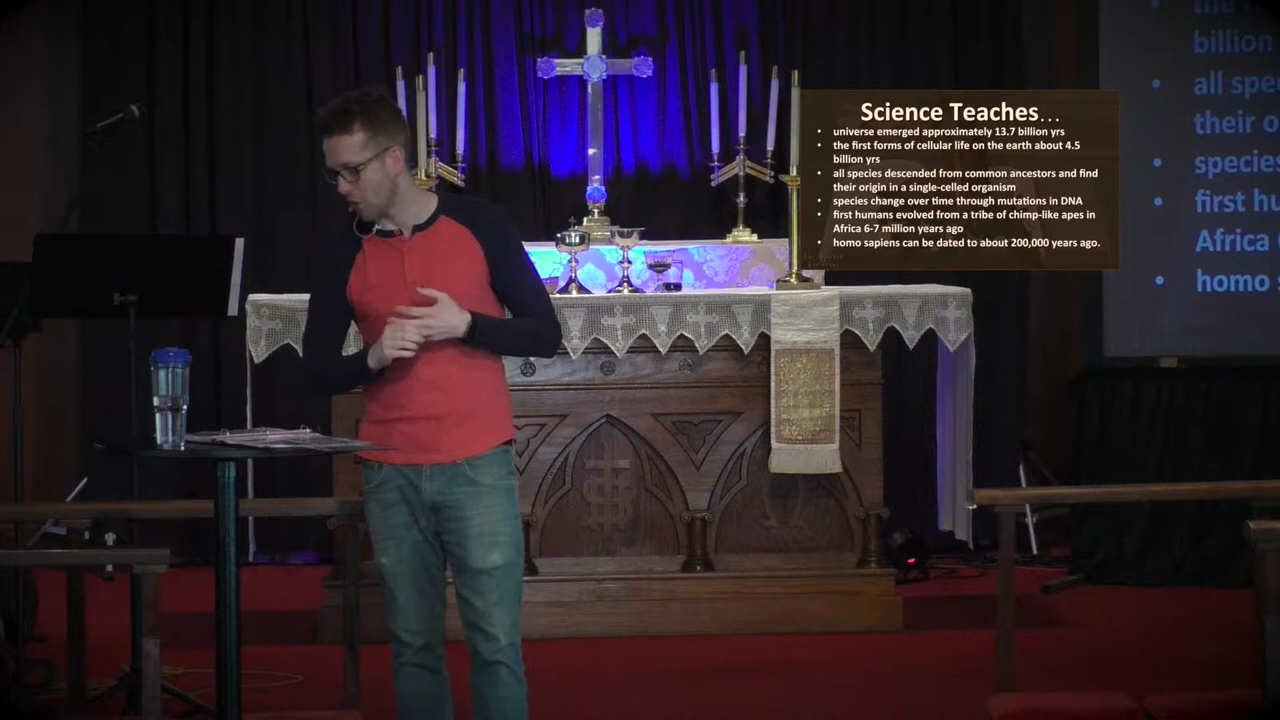 Science Teaches…
• universe emerged approximately 13.7 billion yrs
• the first forms of cellular life on the earth about 4.5
billion yrs
• all species descended from common ancestors and find
their origin in a single-celled organism
• species change over time through mutations in DNA
• first humans evolved from a tribe of chimp-like apes in
Africa 6-7 million years ago
• homo sapiens can be dated to about 200,000 years ago.
billion
• all spe
their o
• species
• first hu
Africa
• homo s